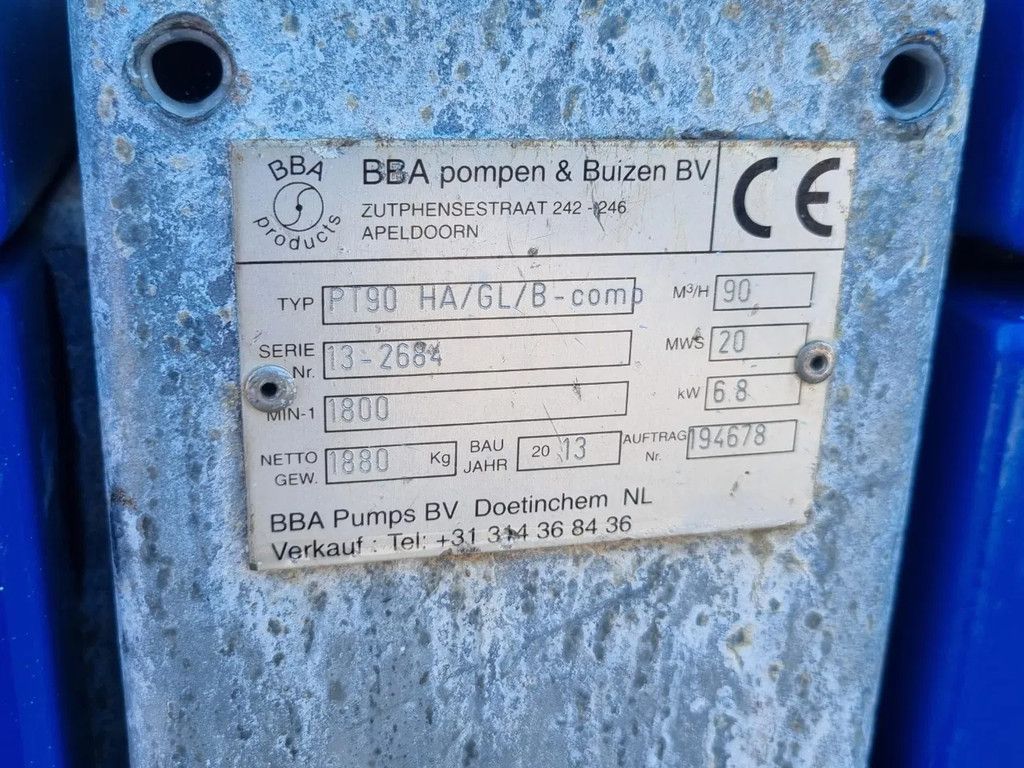 BBA
products
BBA pompen & Buizen BV
ZUTPHENSESTRAAT 242 - 246
APELDOORN
CE
TYP PT90 HA/GL/B-comp M³/H 90
SERIE Nr. 13-2684 MWS 20
MIN-1 1800 kW 6.8
NETTO GEW. 1880 Kg BAU JAHR 20 13 AUFTRAG Nr. 194678
BBA Pumps BV Doetinchem NL
Verkauf : Tel: +31 314 36 84 36